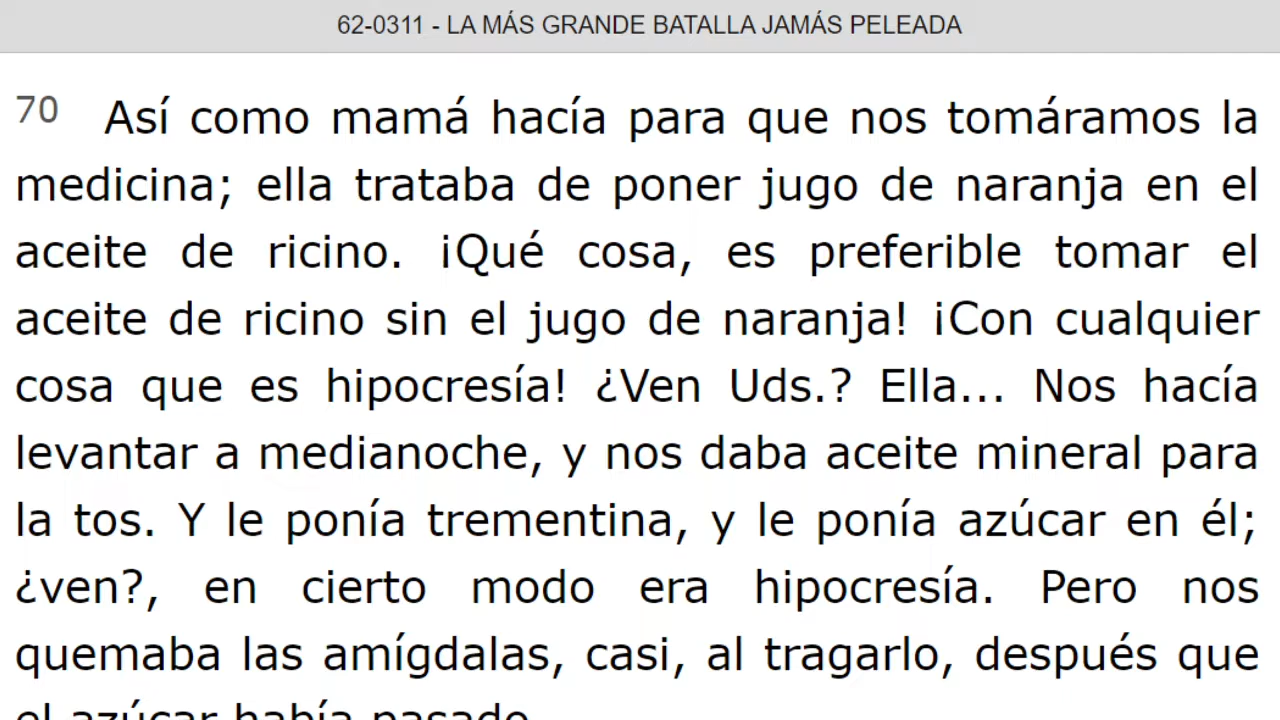 62-0311 - LA MÁS GRANDE BATALLA JAMÁS PELEADA
70 Así como mamá hacía para que nos tomáramos la
medicina; ella trataba de poner jugo de naranja en el
aceite de ricino. ¡Qué cosa, es preferible tomar el
aceite de ricino sin el jugo de naranja! ¡Con cualquier
cosa que es hipocresía! ¿Ven Uds.? Ella... Nos hacía
levantar a medianoche, y nos daba aceite mineral para
la tos. Y le ponía trementina, y le ponía azúcar en él;
¿ven?, en cierto modo era hipocresía. Pero nos
quemaba las amígdalas, casi, al tragarlo, después que
el azúcar había pasado.